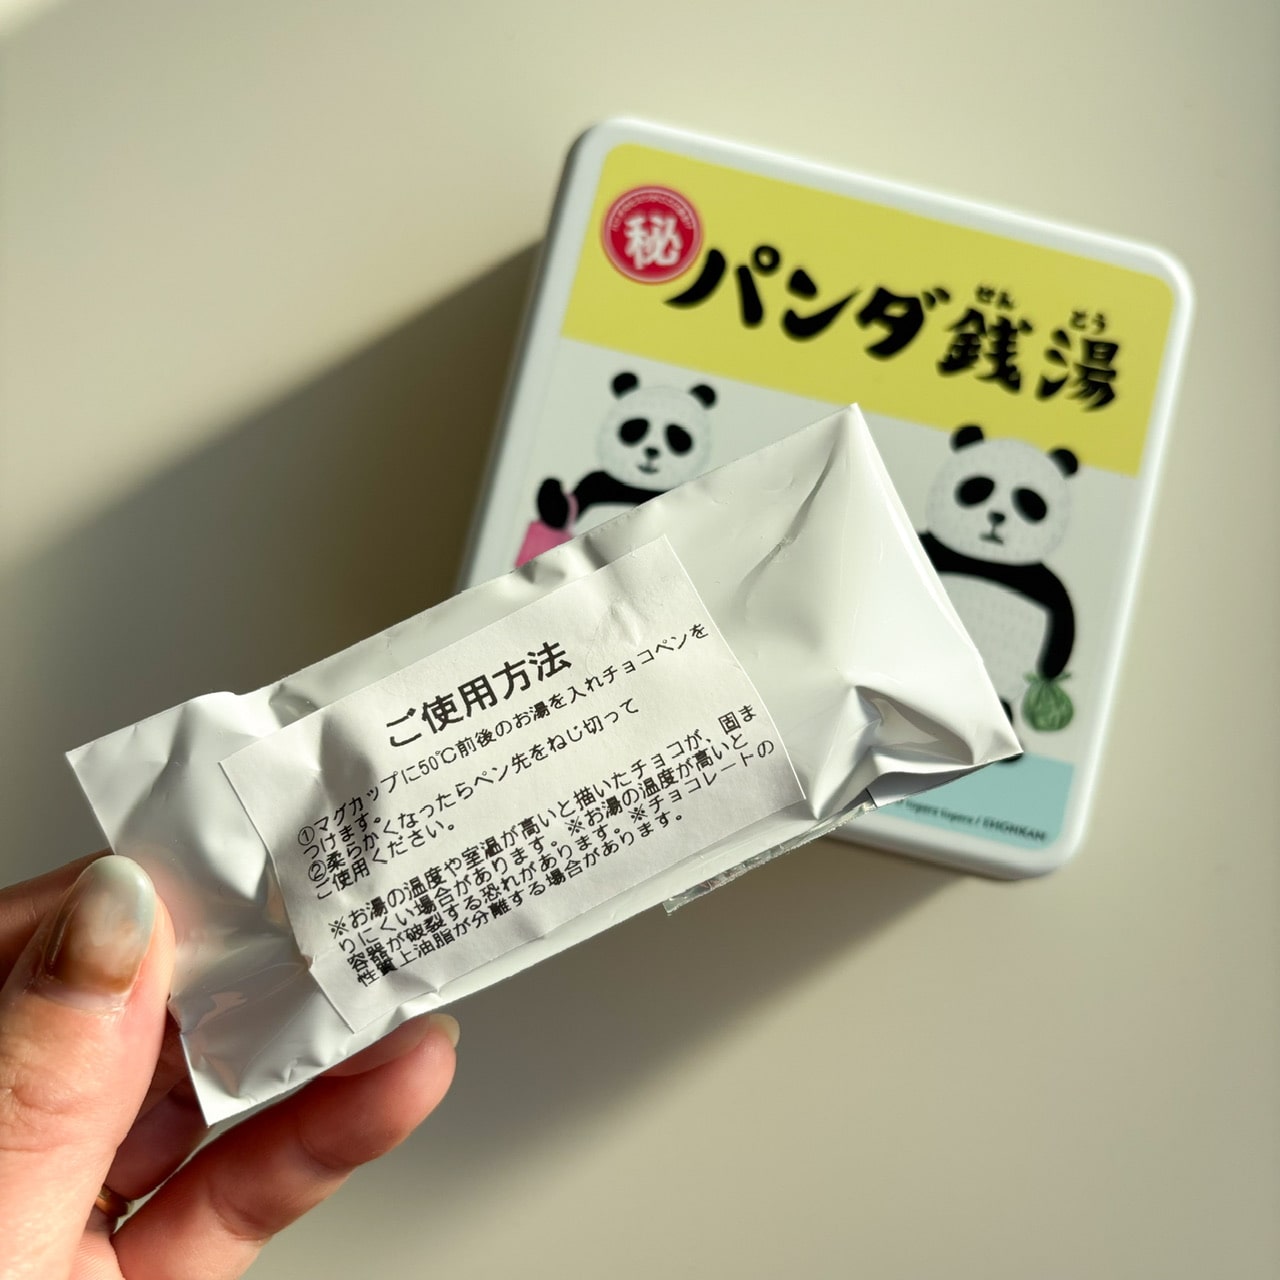 秘
パンダ銭湯
せん とう
tupera tupera / EHONKAN
ご使用方法
①マグカップに50℃前後のお湯を入れチョコペンを
つけます。
②柔らかくなったらペン先をねじ切って
ご使用ください。
※お湯の温度や室温が高いと描いたチョコが、固ま
りにくい場合があります。※お湯の温度が高いと
容器が破裂する恐れがあります。※チョコレートの
性質上油脂が分離する場合があります。